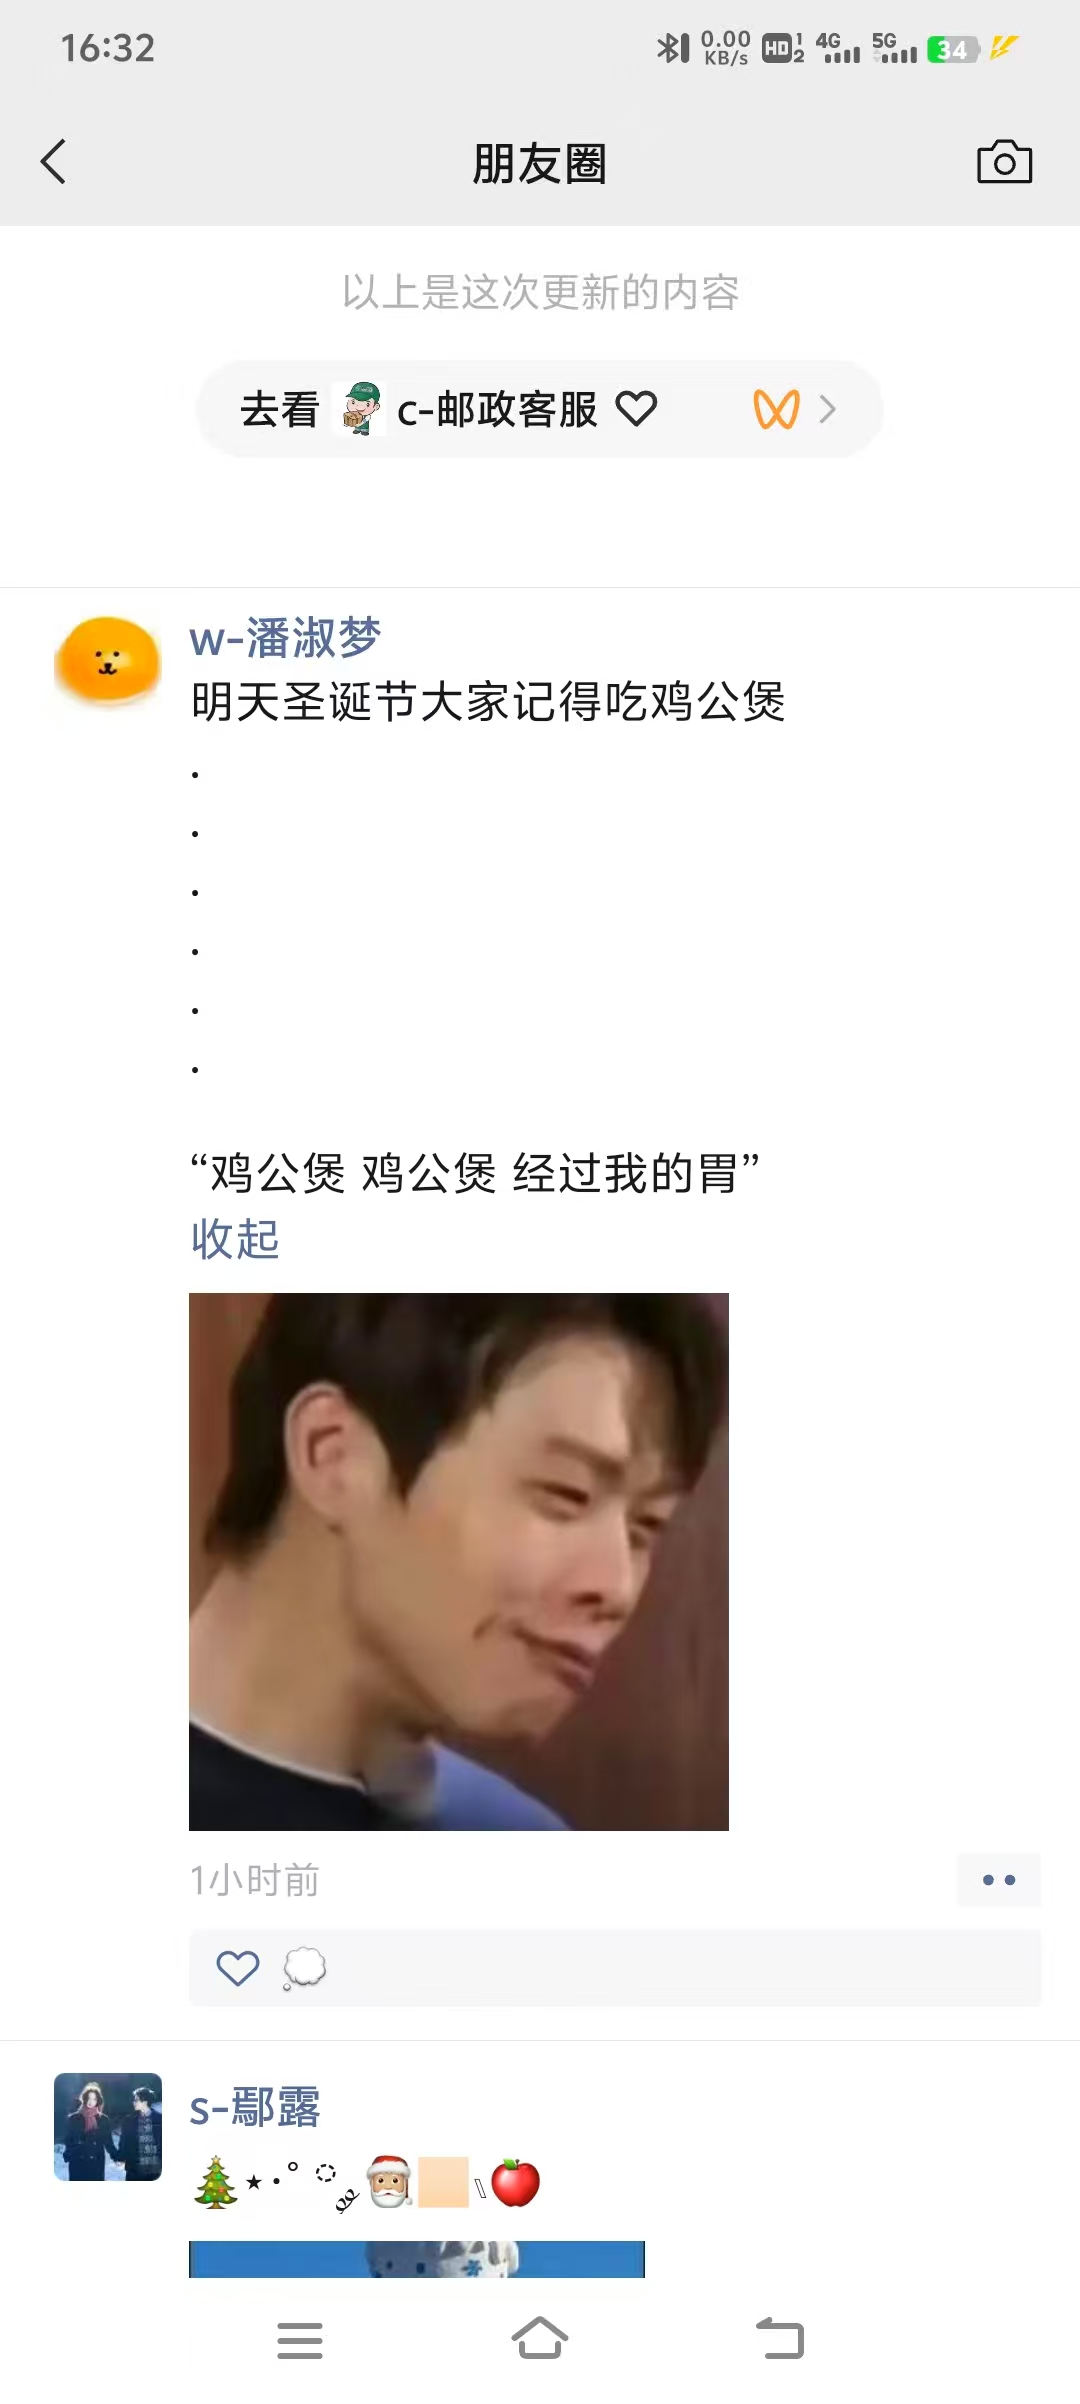 16:32
0.00 KB/s HD 1 2 4G 5G 34
朋友圈
以上是这次更新的内容
去看 c-邮政客服
w-潘淑梦
明天圣诞节大家记得吃鸡公煲
.
.
.
.
.
.
“鸡公煲 鸡公煲 经过我的胃”
收起
1小时前
s-鄢露